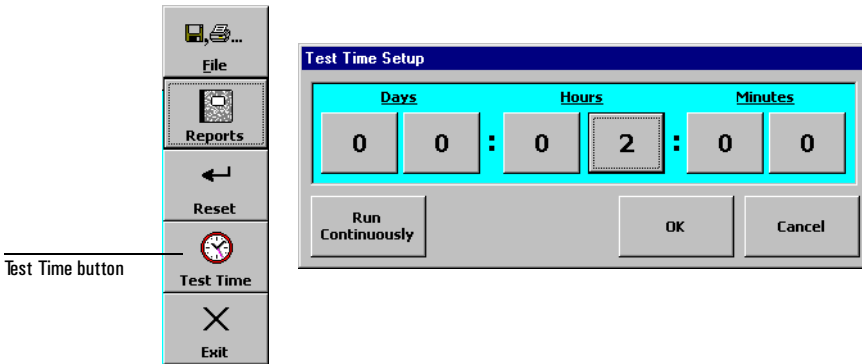 ,...
File
Reports
Reset
Test Time
Exit
Test Time button
Test Time Setup
Days Hours Minutes
0 0 : 0 2 : 0 0
Run
Continuously
OK
Cancel